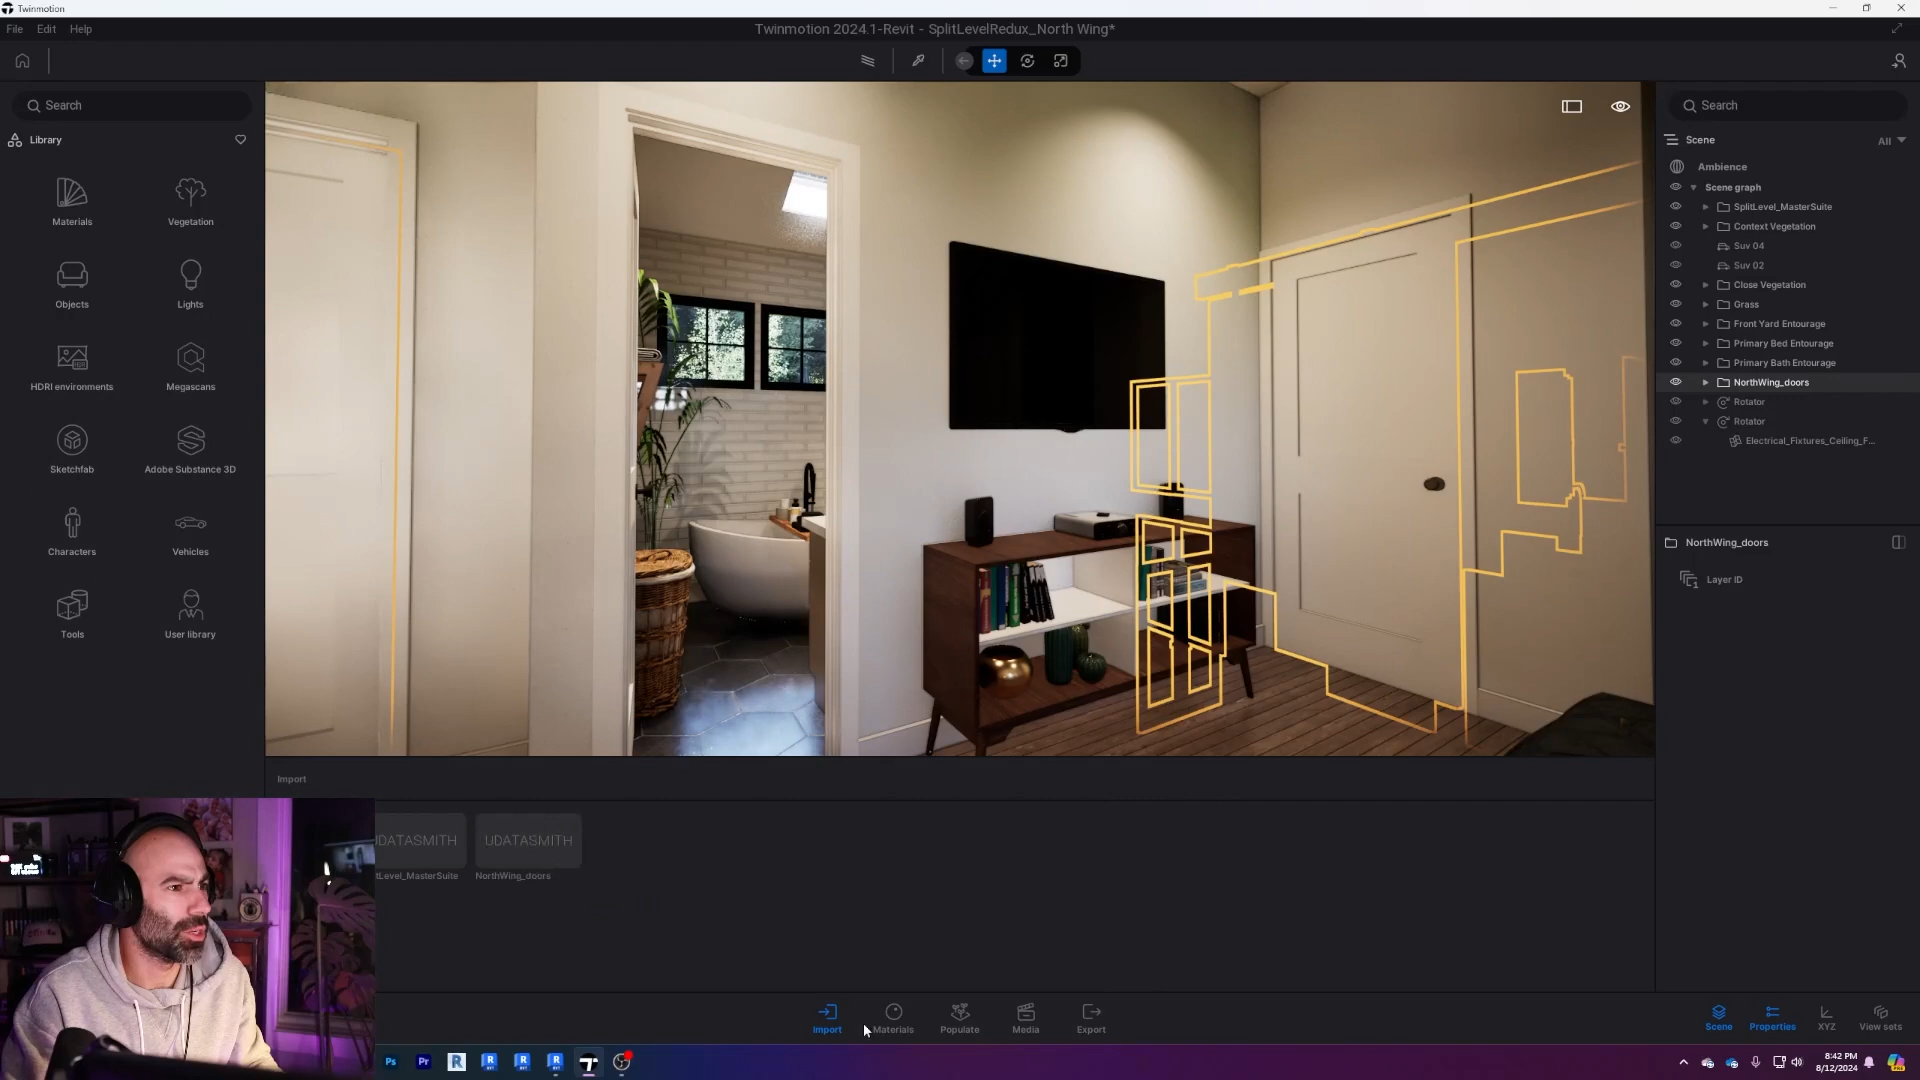 Twinmotion
File Edit Help
Twinmotion 2024.1-Revit - SplitLevelRedux_North Wing*
Search
Library
Materials
Vegetation
Objects
Lights
HDRI environments
Megascans
Sketchfab
Adobe Substance 3D
Characters
Vehicles
Tools
User library
Search
Scene
All
Ambience
Scene graph
SplitLevel_MasterSuite
Context Vegetation
Suv 04
Suv 02
Close Vegetation
Grass
Front Yard Entourage
Primary Bed Entourage
Primary Bath Entourage
NorthWing_doors
Rotator
Rotator
Electrical_Fixtures_Ceiling_F...
NorthWing_doors
Layer ID
Import
UDATASMITH
UDATASMITH
tLevel_MasterSuite
NorthWing_doors
Import
Materials
Populate
Media
Export
Scene
Properties
XYZ
View sets
Ps
Pr
R
8:42 PM
8/12/2024